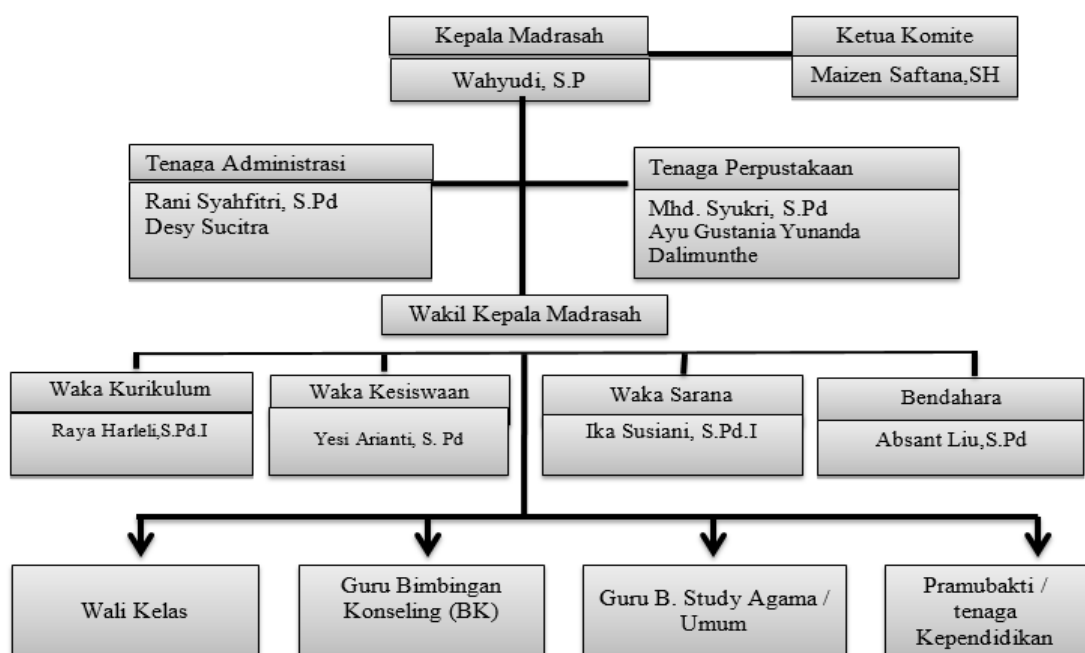 Kepala Madrasah
Wahyudi, S.P
Ketua Komite
Maizen Saftana,SH
Tenaga Administrasi
Rani Syahfitri, S.Pd
Desy Sucitra
Tenaga Perpustakaan
Mhd. Syukri, S.Pd
Ayu Gustania Yunanda
Dalimunthe
Wakil Kepala Madrasah
Waka Kurikulum
Raya Harleli,S.Pd.I
Waka Kesiswaan
Yesi Arianti, S. Pd
Waka Sarana
Ika Susiani, S.Pd.I
Bendahara
Absant Liu,S.Pd
Wali Kelas
Guru Bimbingan
Konseling (BK)
Guru B. Study Agama /
Umum
Pramubakti /
tenaga
Kependidikan